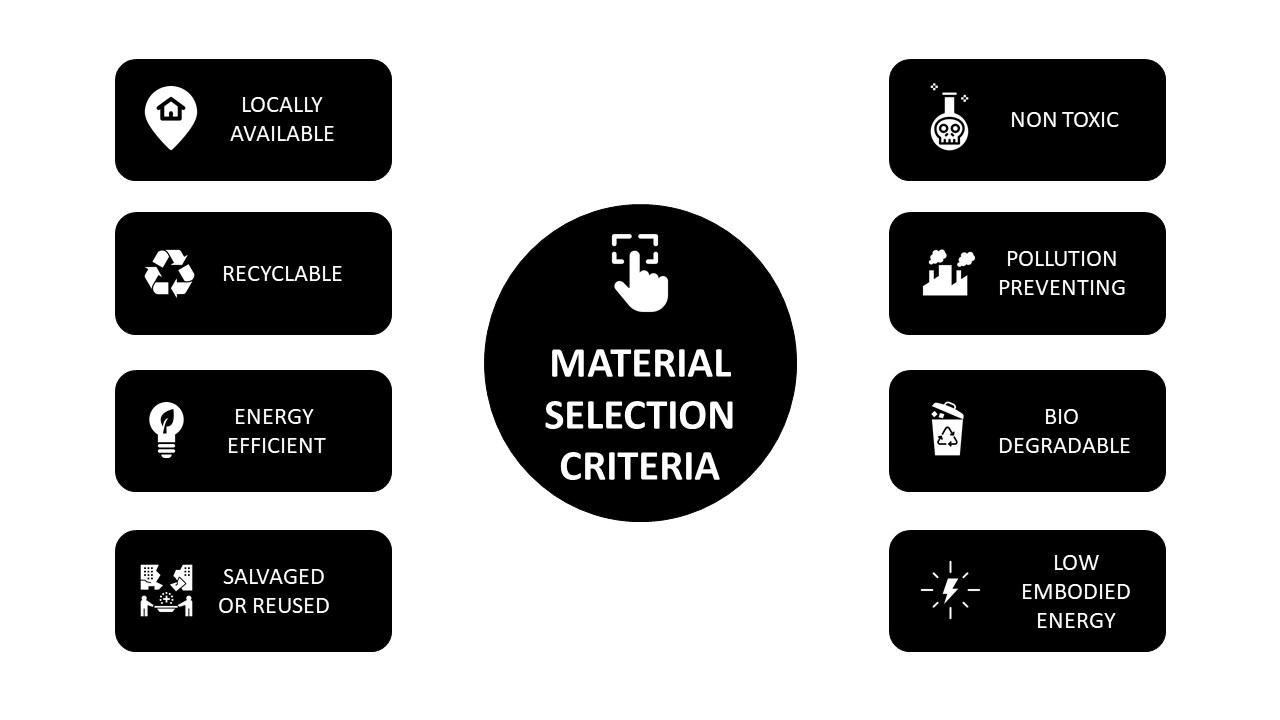 LOCALLY
AVAILABLE
RECYCLABLE
ENERGY
EFFICIENT
SALVAGED
OR REUSED
MATERIAL
SELECTION
CRITERIA
NON TOXIC
POLLUTION
PREVENTING
BIO
DEGRADABLE
LOW
EMBODIED
ENERGY